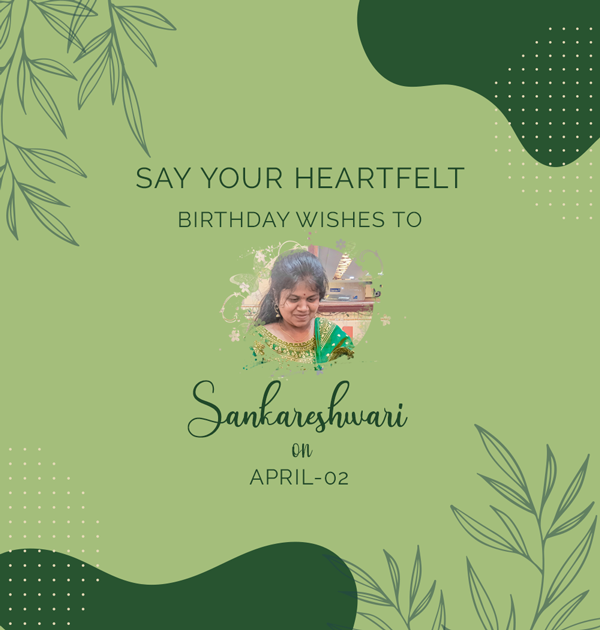 SAY YOUR HEARTFELT
BIRTHDAY WISHES TO
Sankareshwari
on
APRIL-02